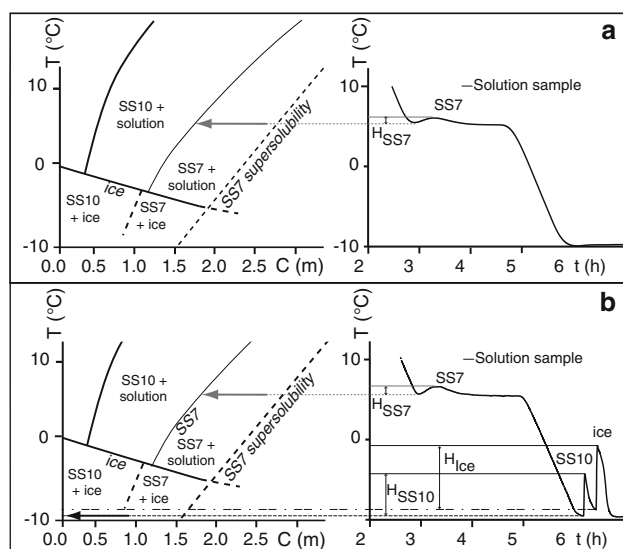 a
T (°C)
10
0
-10
SS10 +
solution
SS7 +
solution
SS7 supersolubility
ice
SS10
+ ice
SS7
+ ice
0.0 0.5 1.0 1.5 2.0 2.5 C (m)
T (°C)
10
0
-10
—Solution sample
SS7
HSS7
2 3 4 5 6 t (h)
b
T (°C)
10
0
-10
SS10 +
solution
SS7
SS7 +
solution
SS7 supersolubility
ice
SS10
+ ice
SS7
+ ice
0.0 0.5 1.0 1.5 2.0 2.5 C (m)
T (°C)
10
0
-10
—Solution sample
SS7
HSS7
ice
HIce
SS10
HSS10
2 3 4 5 6 t (h)